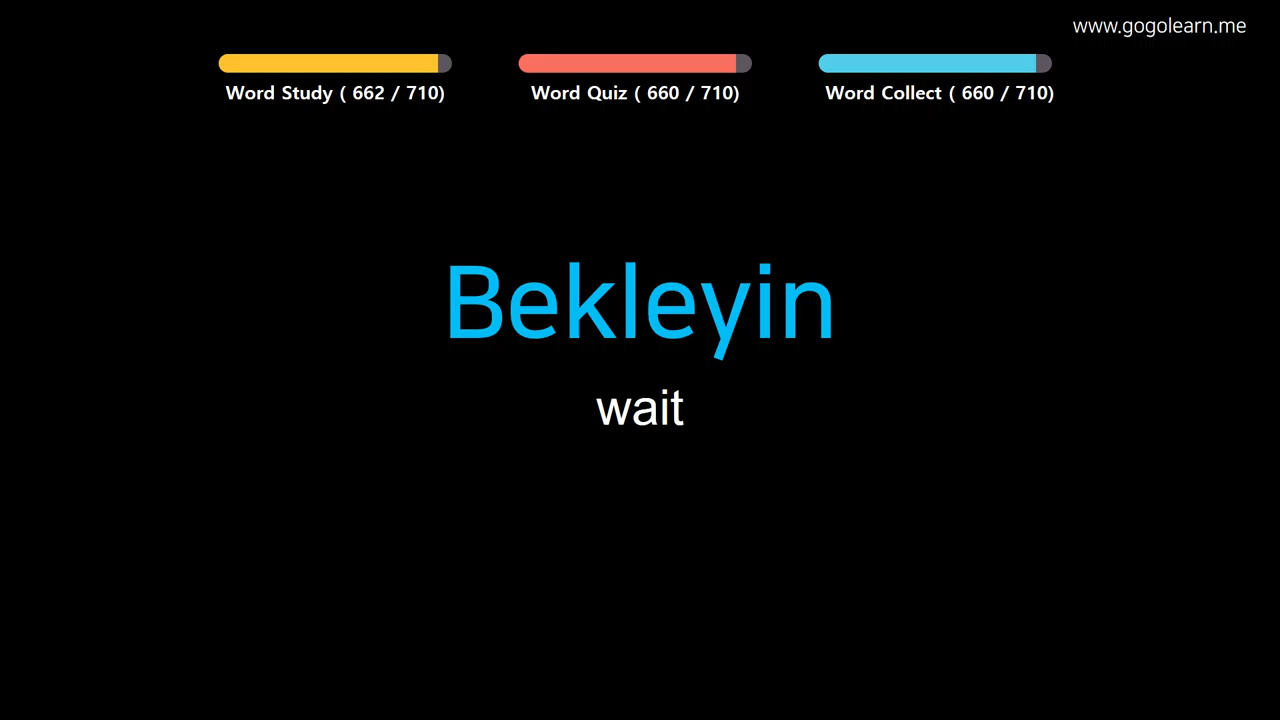 www.gogolearn.me
Word Study ( 662 / 710)
Word Quiz ( 660 / 710)
Word Collect ( 660 / 710)
Bekleyin
wait